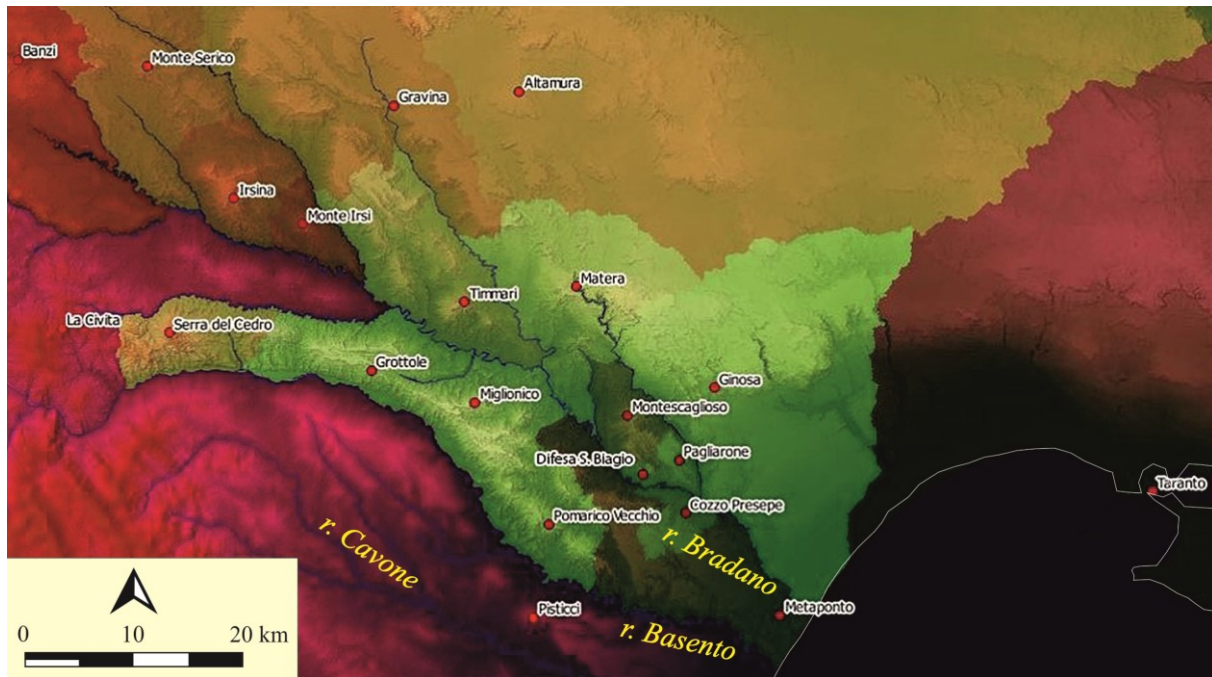 Banzi
Monte Serico
Altamura
Gravina
Irsina
Monte Irsi
Matera
Timmari
La Civita
Serra del Cedro
Grottole
Ginosa
Miglionico
Montescaglioso
Pagliarone
Difesa S. Biagio
Taranto
Cozzo Presepe
Pomarico Vecchio
r. Cavone
r. Bradano
Pisticci
Metaponto
r. Basento
0 10 20 km